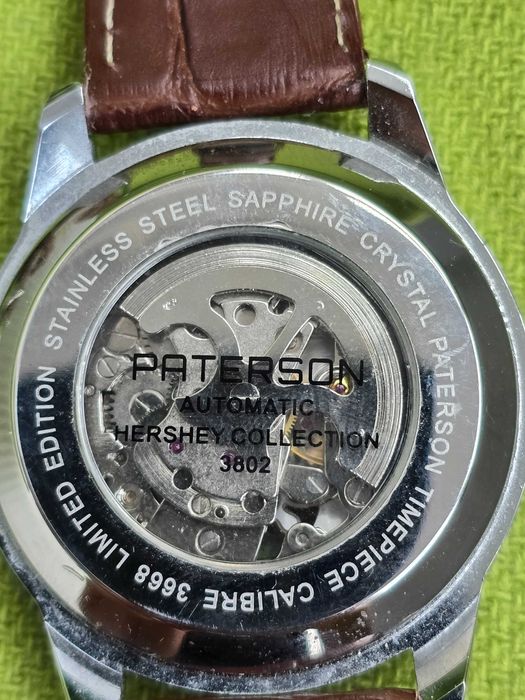 STAINLESS STEEL SAPPHIRE CRYSTAL PATERSON TIMEPIECE CALIBRE 3668 LIMITED EDITION
PATERSON
AUTOMATIC
HERSHEY COLLECTION
3802